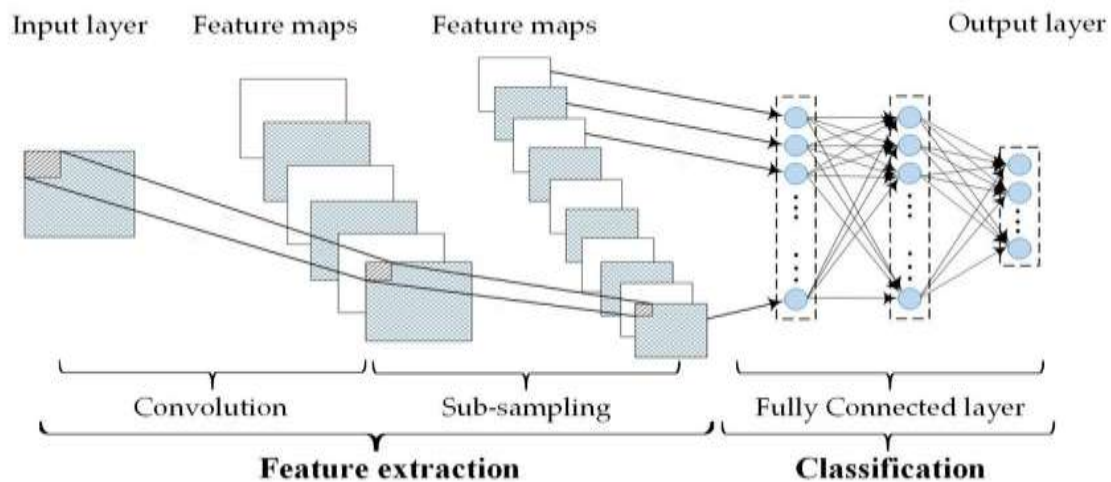 Input layer Feature maps Feature maps Output layer
Convolution Sub-sampling Fully Connected layer
Feature extraction Classification